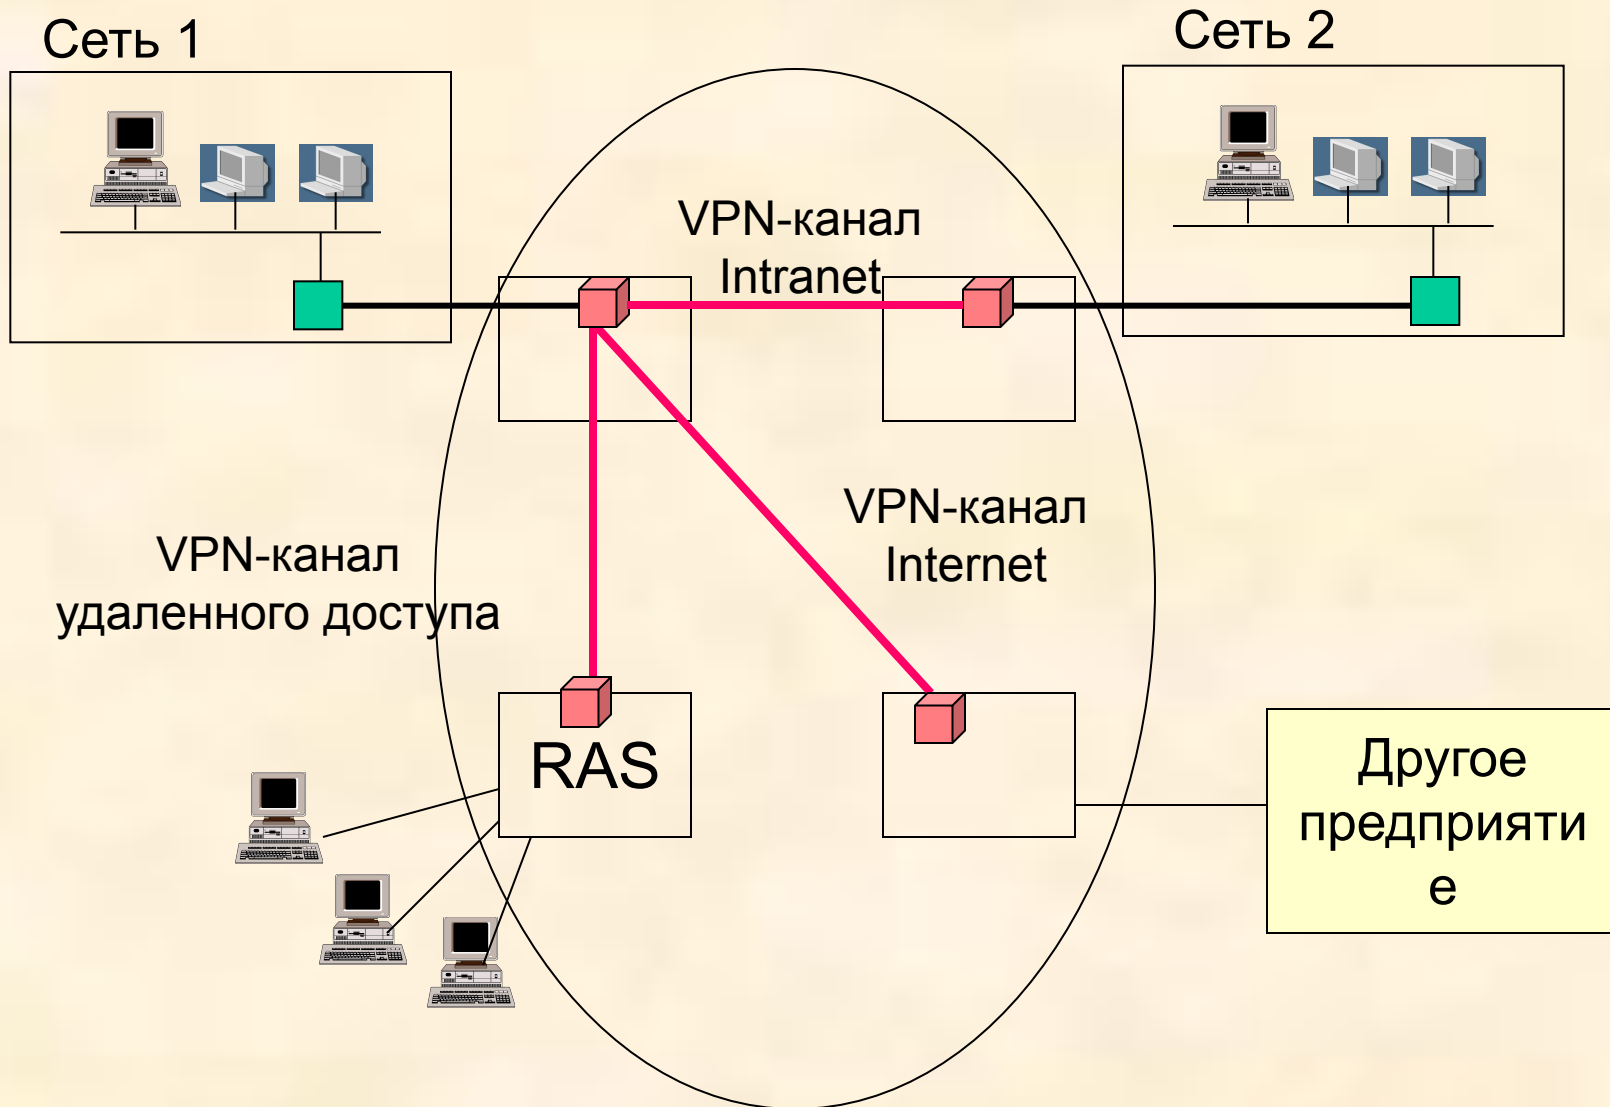 Сеть 1
Сеть 2
VPN-канал
Intranet
VPN-канал
Internet
VPN-канал
удаленного доступа
RAS
Другое
предприяти
е